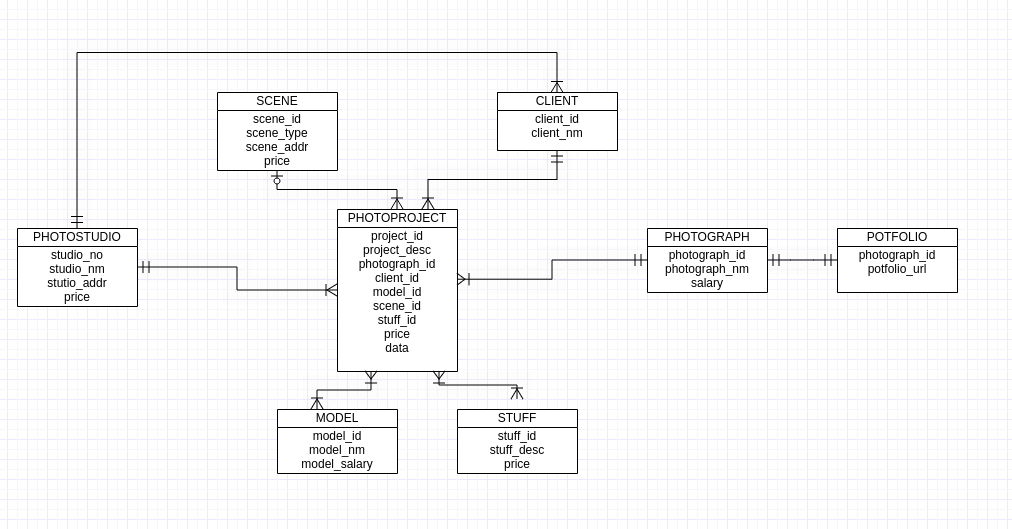 SCENE
scene_id
scene_type
scene_addr
price
CLIENT
client_id
client_nm
PHOTOSTUDIO
studio_no
studio_nm
stutio_addr
price
PHOTOPROJECT
project_id
project_desc
photograph_id
client_id
model_id
scene_id
stuff_id
price
data
PHOTOGRAPH
photograph_id
photograph_nm
salary
POTFOLIO
photograph_id
potfolio_url
MODEL
model_id
model_nm
model_salary
STUFF
stuff_id
stuff_desc
price